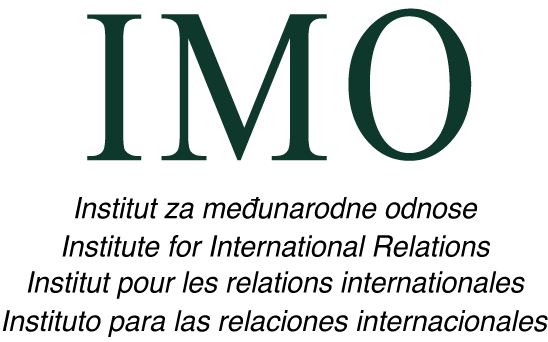 IMO
Institut za međunarodne odnose
Institute for International Relations
Institut pour les relations internationales
Instituto para las relaciones internacionales